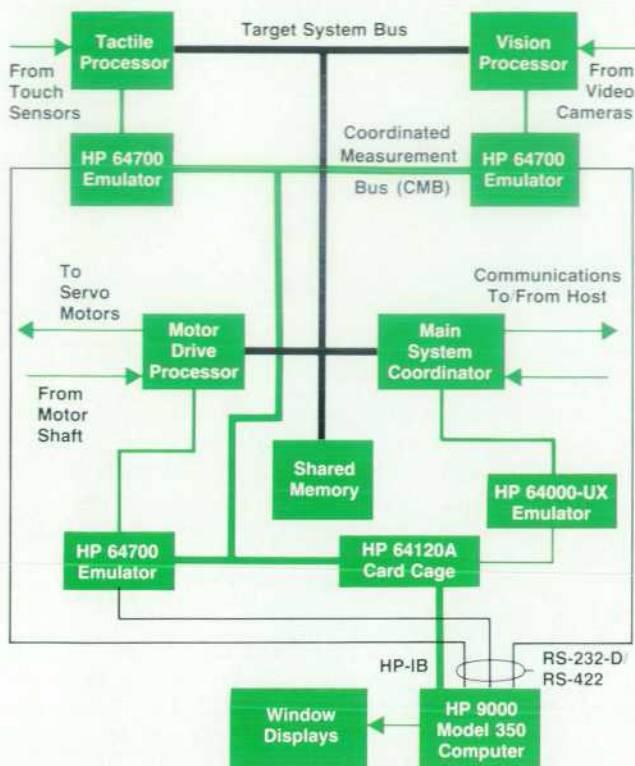 Tactile
Processor
Target System Bus
Vision
Processor
From
Touch
Sensors
From
Video
Cameras
HP 64700
Emulator
Coordinated
Measurement
Bus (CMB)
HP 64700
Emulator
To
Servo
Motors
Motor
Drive
Processor
Main
System
Coordinator
Communications
To/From Host
From
Motor
Shaft
Shared
Memory
HP 64000-UX
Emulator
HP 64700
Emulator
HP 64120A
Card Cage
HP-IB
RS-232-D/
RS-422
Window
Displays
HP 9000
Model 350
Computer